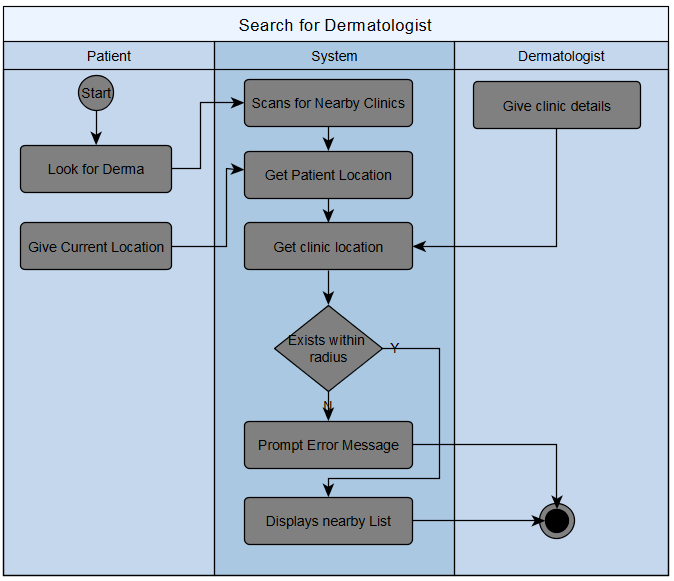 Search for Dermatologist
Patient
System
Dermatologist
Start
Scans for Nearby Clinics
Give clinic details
Look for Derma
Get Patient Location
Give Current Location
Get clinic location
Exists within
radius
Y
N
Prompt Error Message
Displays nearby List